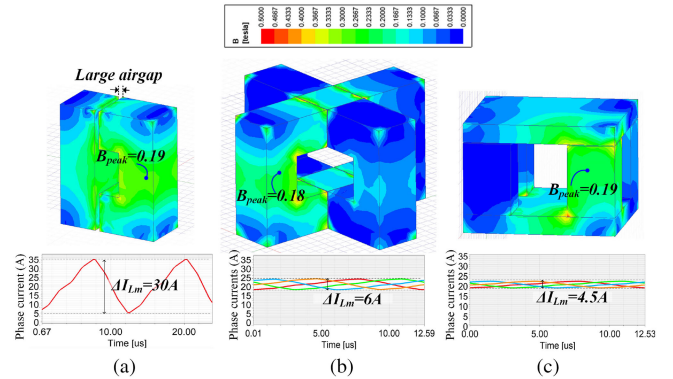 B [tesla]
0.5000
0.4667
0.4333
0.4000
0.3667
0.3333
0.3000
0.2667
0.2333
0.2000
0.1667
0.1333
0.1000
0.0667
0.0333
0.0000
Large airgap
Bpeak=0.19
Bpeak=0.18
Bpeak=0.19
Phase currents (A)
35
30
25
20
15
10
5
0
ΔILm=30A
0.67 10.00 20.00
Time [us]
(a)
Phase currents (A)
35
30
25
20
15
10
5
0
ΔILm=6A
0.01 5.00 10.00 12.59
Time [us]
(b)
Phase currents (A)
35
30
25
20
15
10
5
0
ΔILm=4.5A
0.00 5.00 10.00 12.53
Time [us]
(c)